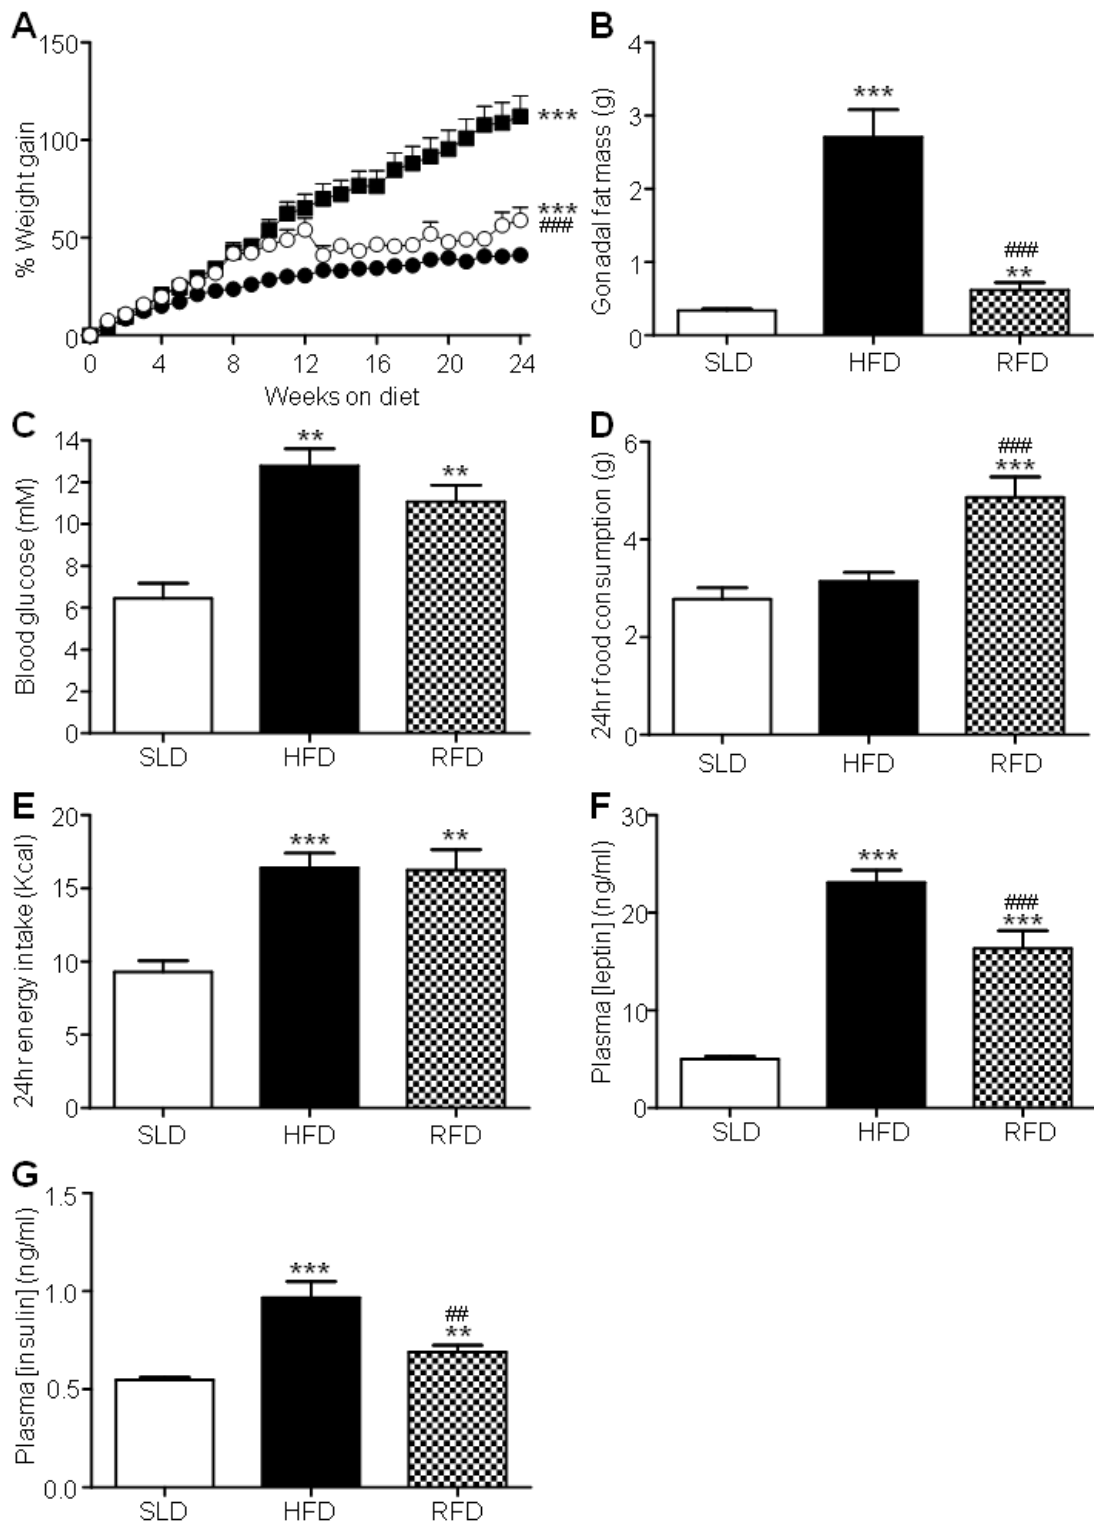 A
% Weight gain
150
100
50
0
***
***
###
0 4 8 12 16 20 24
Weeks on diet
B
Gonadal fat mass (g)
4
3
2
1
0
***
###
**
SLD HFD RFD
C
Blood glucose (mM)
14
12
10
8
6
4
2
0
**
**
SLD HFD RFD
D
24hr food consumption (g)
6
4
2
0
###
***
SLD HFD RFD
E
24hr energy intake (Kcal)
20
15
10
5
0
***
**
SLD HFD RFD
F
Plasma [leptin] (ng/ml)
30
20
10
0
***
###
***
SLD HFD RFD
G
Plasma [insulin] (ng/ml)
1.5
1.0
0.5
0.0
***
##
**
SLD HFD RFD